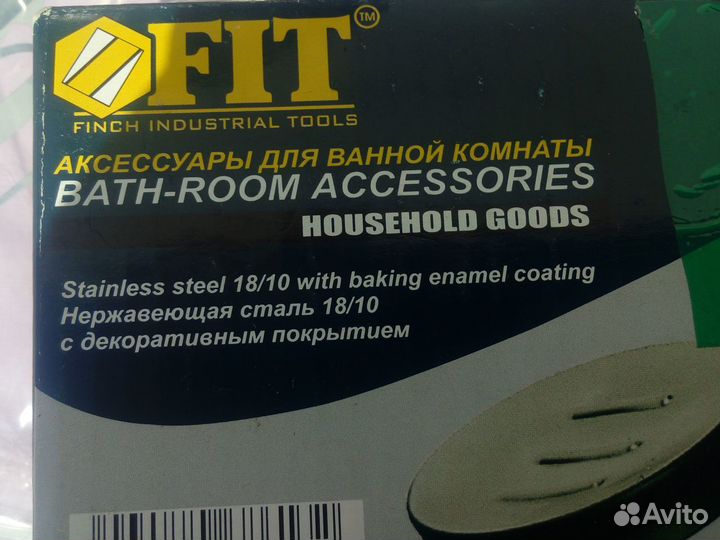 FIT™
FINCH INDUSTRIAL TOOLS
АКСЕССУАРЫ ДЛЯ ВАННОЙ КОМНАТЫ
BATH-ROOM ACCESSORIES
HOUSEHOLD GOODS
Stainless steel 18/10 with baking enamel coating
Нержавеющая сталь 18/10
с декоративным покрытием
Avito